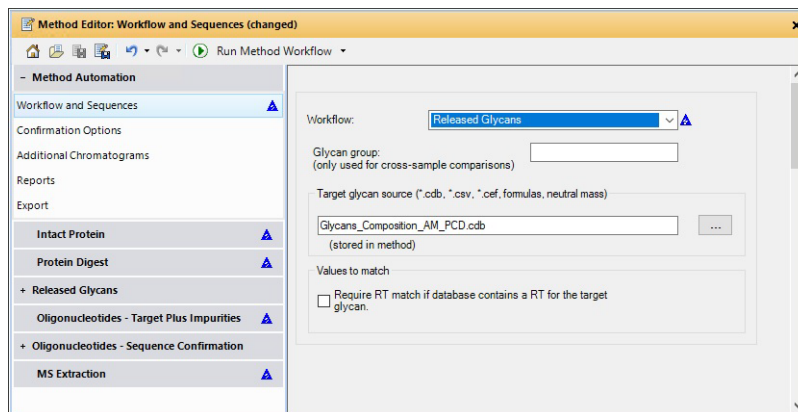 Method Editor: Workflow and Sequences (changed)
Run Method Workflow
− Method Automation
Workflow and Sequences
Confirmation Options
Additional Chromatograms
Reports
Export
Intact Protein
Protein Digest
+ Released Glycans
Oligonucleotides - Target Plus Impurities
+ Oligonucleotides - Sequence Confirmation
MS Extraction
Workflow:
Released Glycans
Glycan group:
(only used for cross-sample comparisons)
Target glycan source (*.cdb, *.csv, *.cef, formulas, neutral mass)
Glycans_Composition_AM_PCD.cdb
...
(stored in method)
Values to match
Require RT match if database contains a RT for the target
glycan.